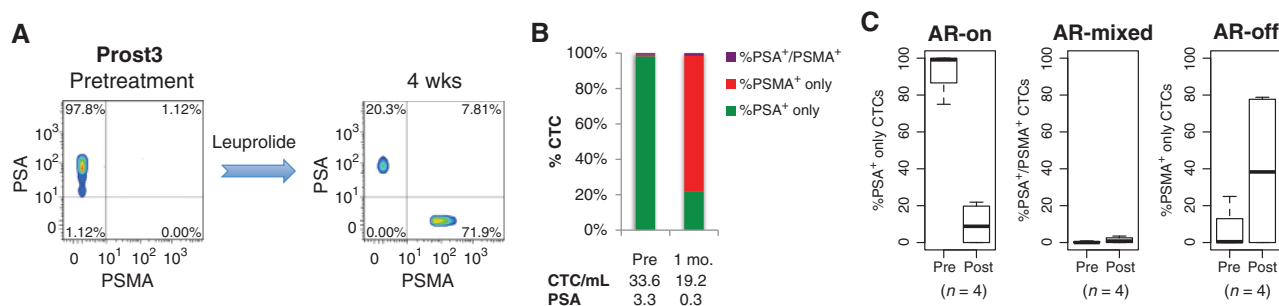 A
Prost3
Pretreatment
97.8% 1.12%
10³
10²
10¹
0
PSA
1.12% 0.00%
0 10¹ 10² 10³
PSMA
Leuprolide
4 wks
20.3% 7.81%
10³
10²
10¹
0
PSA
0.00% 71.9%
0 10¹ 10² 10³
PSMA
B
100%
80%
60%
40%
20%
0%
% CTC
%PSA⁺/PSMA⁺
%PSMA⁺ only
%PSA⁺ only
Pre 1 mo.
CTC/mL 33.6 19.2
PSA 3.3 0.3
C
AR-on
%PSA⁺ only CTCs
100
80
60
40
20
0
Pre Post
(n = 4)
AR-mixed
%PSA⁺/PSMA⁺ CTCs
100
80
60
40
20
0
Pre Post
(n = 4)
AR-off
%PSMA⁺ only CTCs
100
80
60
40
20
0
Pre Post
(n = 4)